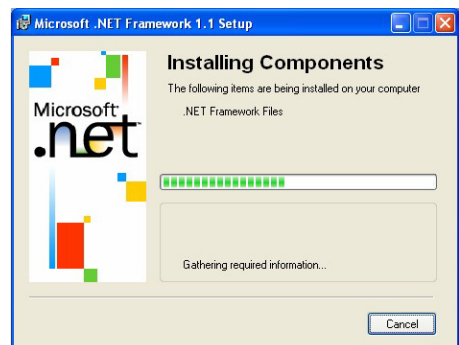 Microsoft .NET Framework 1.1 Setup
Installing Components
The following items are being installed on your computer
.NET Framework Files
Microsoft
.net
Gathering required information...
Cancel